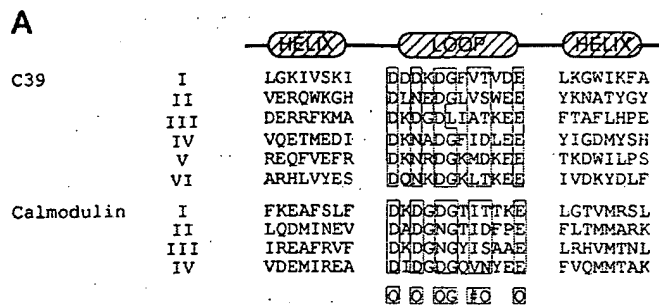 A
HELIX LOOP HELIX
C39 I LGKIVSKI DDDKDGFVTVDE LKGWIKFA
II VERQWKGH DLNEDGLVSWEE YKNATYGY
III DERRFKMA DKDGDLIATKEE FTAFLHPE
IV VQETMEDI DKNADGFIDLEE YIGDMYSH
V REQFVEFR DKNRDGKMDKEE TKDWILPS
VI ARHLVYES DQNKDGKLTKEE IVDKYDLF
Calmodulin I FKEAFSLF DKDGDGTITTKE LGTVMRSL
II LQDMINEV DADGNGTIDFPE FLTMMARK
III IREAFRVF DKDGNGYISAAE LRHVMTNL
IV VDEMIREA DIDGDGQVNYEE FVQMMTAK
O O OG #O O